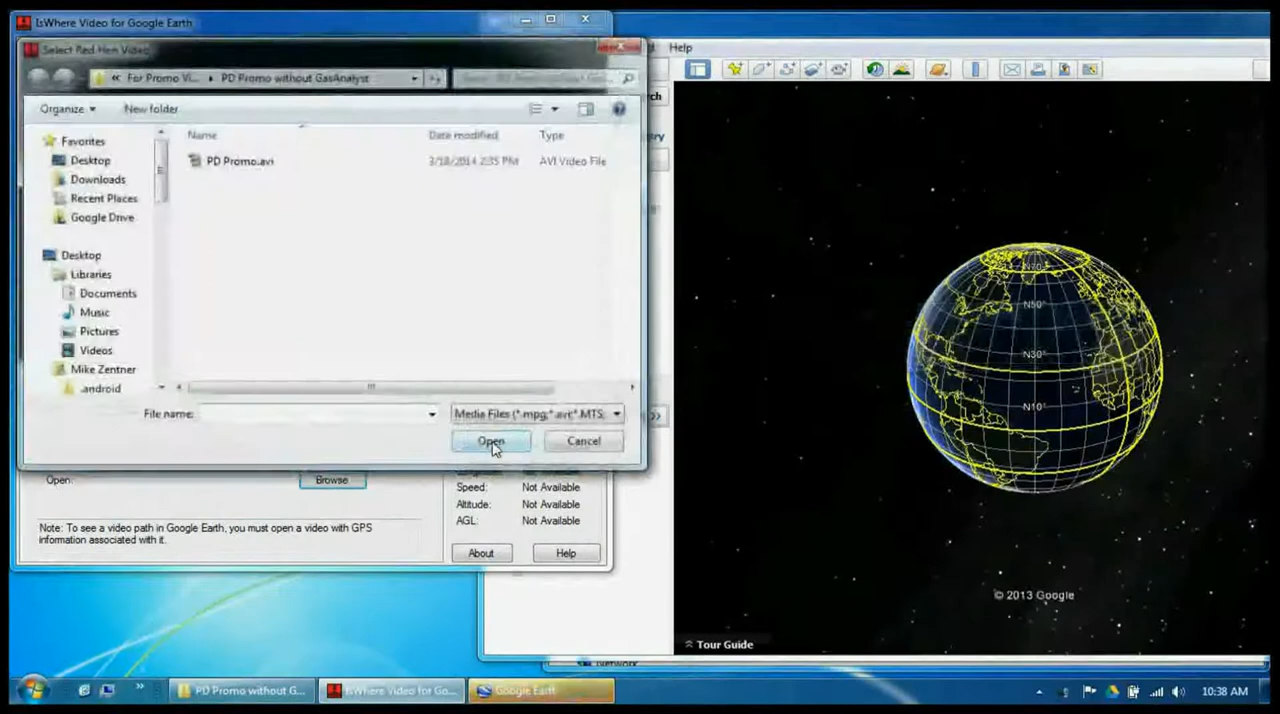 IsWhere Video for Google Earth
Select Red Hen Video
Help
« For Promo Vi... ▸ PD Promo without GasAnalyst
Organize
New folder
Name
Date modified
Type
Favorites
PD Promo.avi
3/18/2014 2:35 PM
AVI Video File
Desktop
Downloads
Recent Places
Google Drive
Desktop
Libraries
Documents
Music
Pictures
Videos
Mike Zentner
.android
File name:
Media Files (*.mpg;*.avi;*.MTS;
Open
Cancel
Open:
Browse
Speed:
Not Available
Altitude:
Not Available
AGL:
Not Available
Note: To see a video path in Google Earth, you must open a video with GPS
information associated with it.
About
Help
N70°
N50°
N30°
N10°
© 2013 Google
Tour Guide
Network
PD Promo without G...
IsWhere Video for Go...
Google Earth
10:38 AM